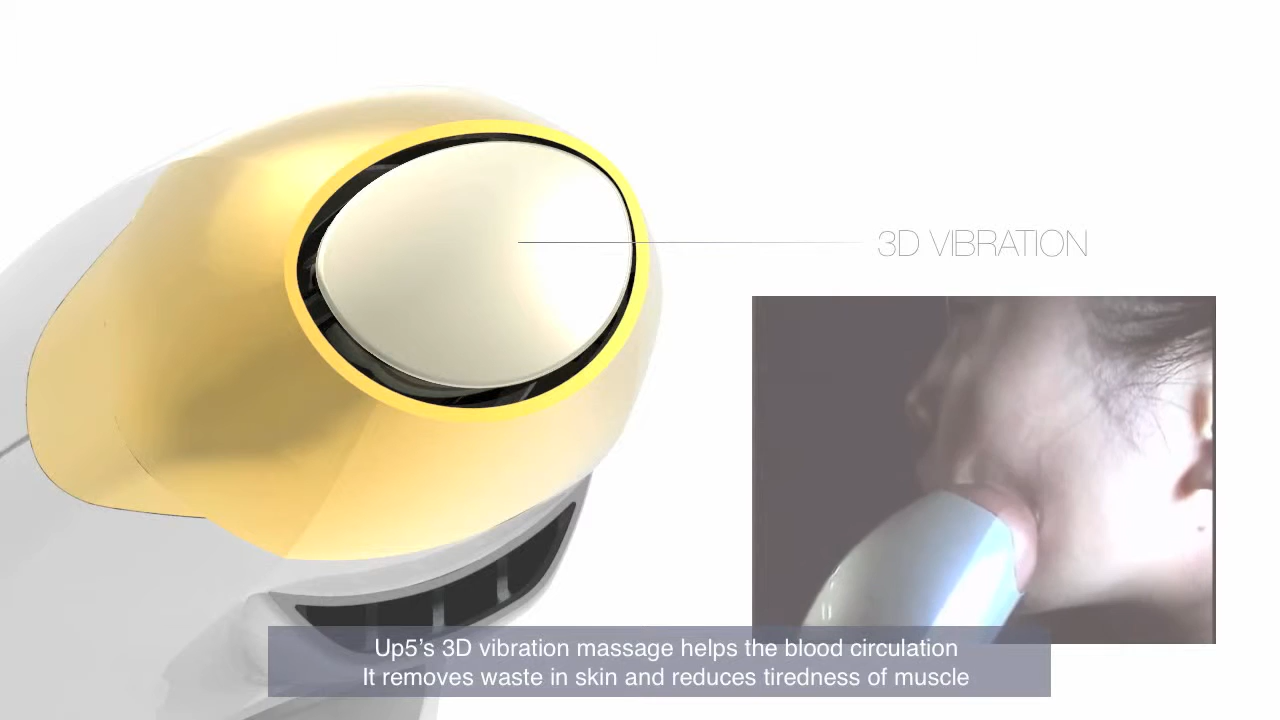 3D VIBRATION
Up5’s 3D vibration massage helps the blood circulation
It removes waste in skin and reduces tiredness of muscle